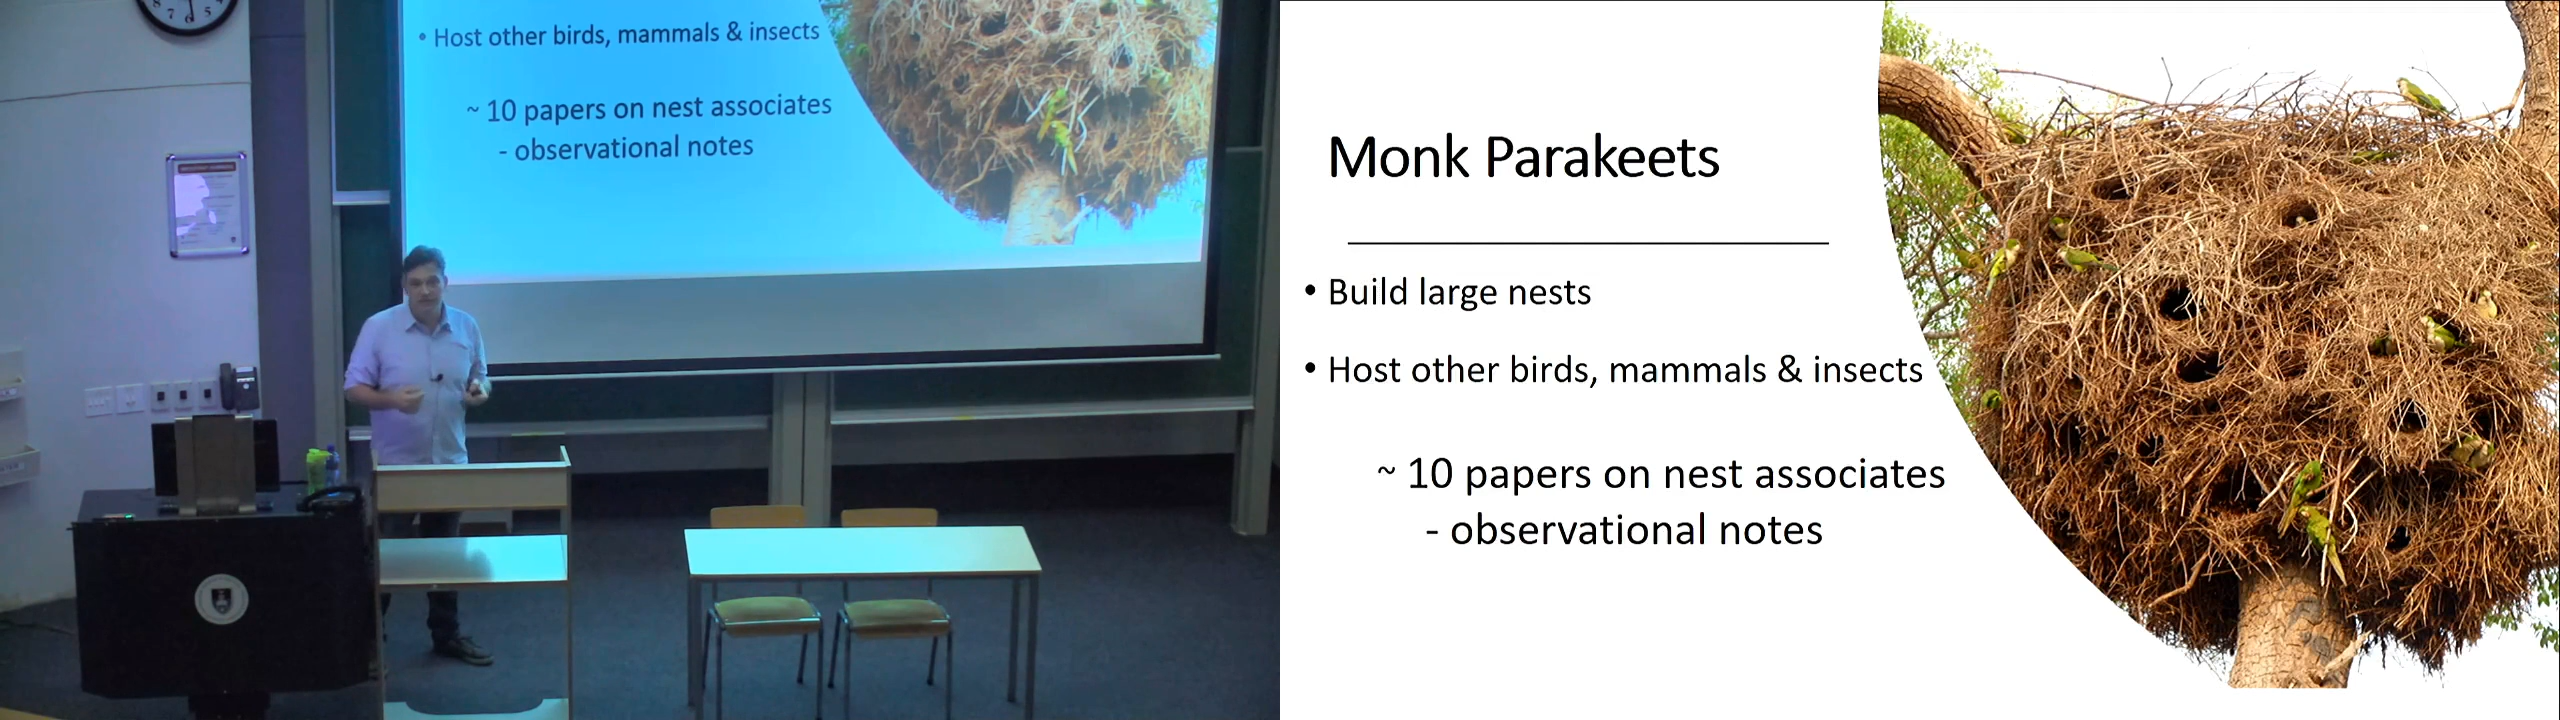 • Host other birds, mammals & insects
~ 10 papers on nest associates
- observational notes
Monk Parakeets
• Build large nests
• Host other birds, mammals & insects
~ 10 papers on nest associates
- observational notes